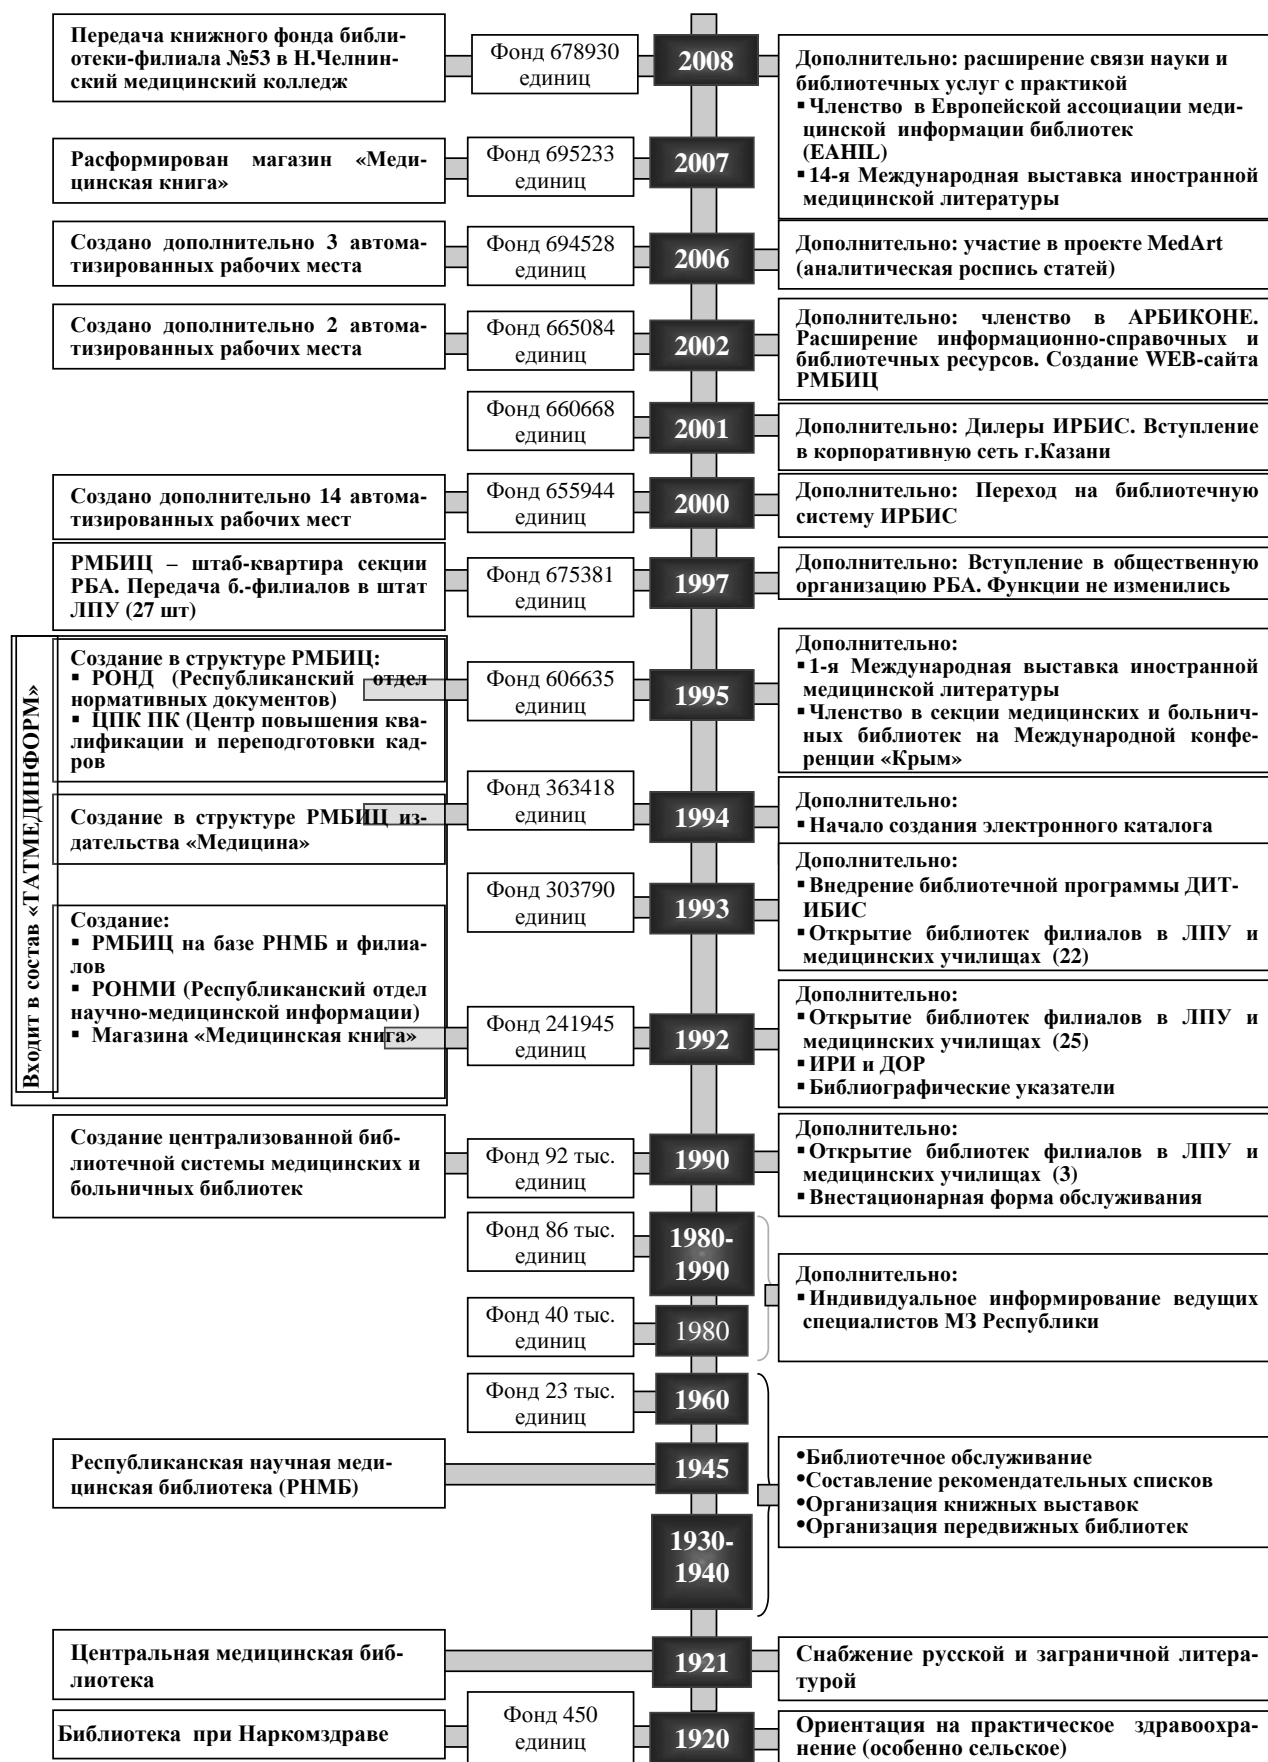 Передача книжного фонда библи-
отеки-филиала №53 в Н.Челнин-
ский медицинский колледж
Фонд 678930
единиц
2008
Дополнительно: расширение связи науки и
библиотечных услуг с практикой
▪ Членство в Европейской ассоциации меди-
цинской информации библиотек
(EAHIL)
▪ 14-я Международная выставка иностранной
медицинской литературы
Расформирован магазин «Меди-
цинская книга»
Фонд 695233
единиц
2007
Создано дополнительно 3 автома-
тизированных рабочих места
Фонд 694528
единиц
2006
Дополнительно: участие в проекте MedArt
(аналитическая роспись статей)
Создано дополнительно 2 автома-
тизированных рабочих места
Фонд 665084
единиц
2002
Дополнительно: членство в АРБИКОНЕ.
Расширение информационно-справочных и
библиотечных ресурсов. Создание WEB-сайта
РМБИЦ
Фонд 660668
единиц
2001
Дополнительно: Дилеры ИРБИС. Вступление
в корпоративную сеть г.Казани
Создано дополнительно 14 автома-
тизированных рабочих мест
Фонд 655944
единиц
2000
Дополнительно: Переход на библиотечную
систему ИРБИС
РМБИЦ – штаб-квартира секции
РБА. Передача б.-филиалов в штат
ЛПУ (27 шт)
Фонд 675381
единиц
1997
Дополнительно: Вступление в общественную
организацию РБА. Функции не изменились
Входит в состав «ТАТМЕДИНФОРМ»
Создание в структуре РМБИЦ:
▪ РОНД (Республиканский отдел
нормативных документов)
▪ ЦПК ПК (Центр повышения ква-
лификации и переподготовки кад-
ров
Фонд 606635
единиц
1995
Дополнительно:
▪ 1-я Международная выставка иностранной
медицинской литературы
▪ Членство в секции медицинских и больнич-
ных библиотек на Международной конфе-
ренции «Крым»
Создание в структуре РМБИЦ из-
дательства «Медицина»
Фонд 363418
единиц
1994
Дополнительно:
▪ Начало создания электронного каталога
Фонд 303790
единиц
1993
Дополнительно:
▪ Внедрение библиотечной программы ДИТ-
ИБИС
▪ Открытие библиотек филиалов в ЛПУ и
медицинских училищах (22)
Создание:
▪ РМБИЦ на базе РНМБ и филиа-
лов
▪ РОНМИ (Республиканский отдел
научно-медицинской информации)
▪ Магазина «Медицинская книга»
Фонд 241945
единиц
1992
Дополнительно:
▪ Открытие библиотек филиалов в ЛПУ и
медицинских училищах (25)
▪ ИРИ и ДОР
▪ Библиографические указатели
Создание централизованной биб-
лиотечной системы медицинских и
больничных библиотек
Фонд 92 тыс.
1990
Дополнительно:
▪ Открытие библиотек филиалов в ЛПУ и
медицинских училищах (3)
▪ Внестационарная форма обслуживания
Фонд 86 тыс.
единиц
1980-
1990
Дополнительно:
▪ Индивидуальное информирование ведущих
специалистов МЗ Республики
Фонд 40 тыс.
единиц
1980
Фонд 23 тыс.
единиц
1960
Республиканская научная меди-
цинская библиотека (РНМБ)
1945
• Библиотечное обслуживание
• Составление рекомендательных списков
• Организация книжных выставок
• Организация передвижных библиотек
1930-
1940
Центральная медицинская биб-
лиотека
1921
Снабжение русской и заграничной литера-
турой
Библиотека при Наркомздраве
Фонд 450
единиц
1920
Ориентация на практическое здравоохра-
нение (особенно сельское)